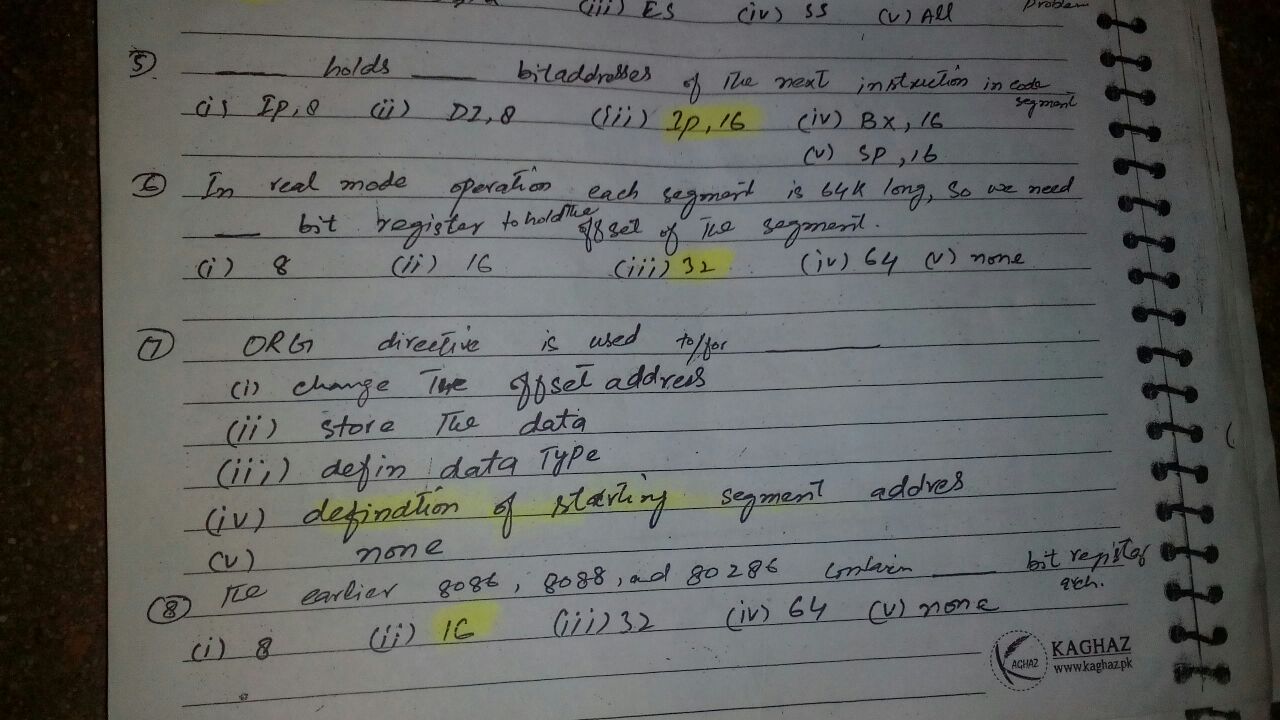 (iii) ES (iv) SS (v) All Problem
(5) ____ holds ____ bit addresses of The next instruction in code segment
(i) IP, 8 (ii) DI, 8 (iii) IP, 16 (iv) BX, 16
(v) SP, 16
(6) In real mode operation each segment is 64K long, so we need
____ bit register to hold The offset of The segment.
(i) 8 (ii) 16 (iii) 32 (iv) 64 (v) none
(7) ORG directive is used to/for ________
(i) change The offset address
(ii) store The data
(iii) defin data Type
(iv) defination of starting segment addres
(v) none
(8) The earlier 8086, 8088, and 80286 contain ____ bit register
(i) 8 (ii) 16 (iii) 32 (iv) 64 (v) none
KAGHAZ
AGHAZ
www.kaghaz.pk